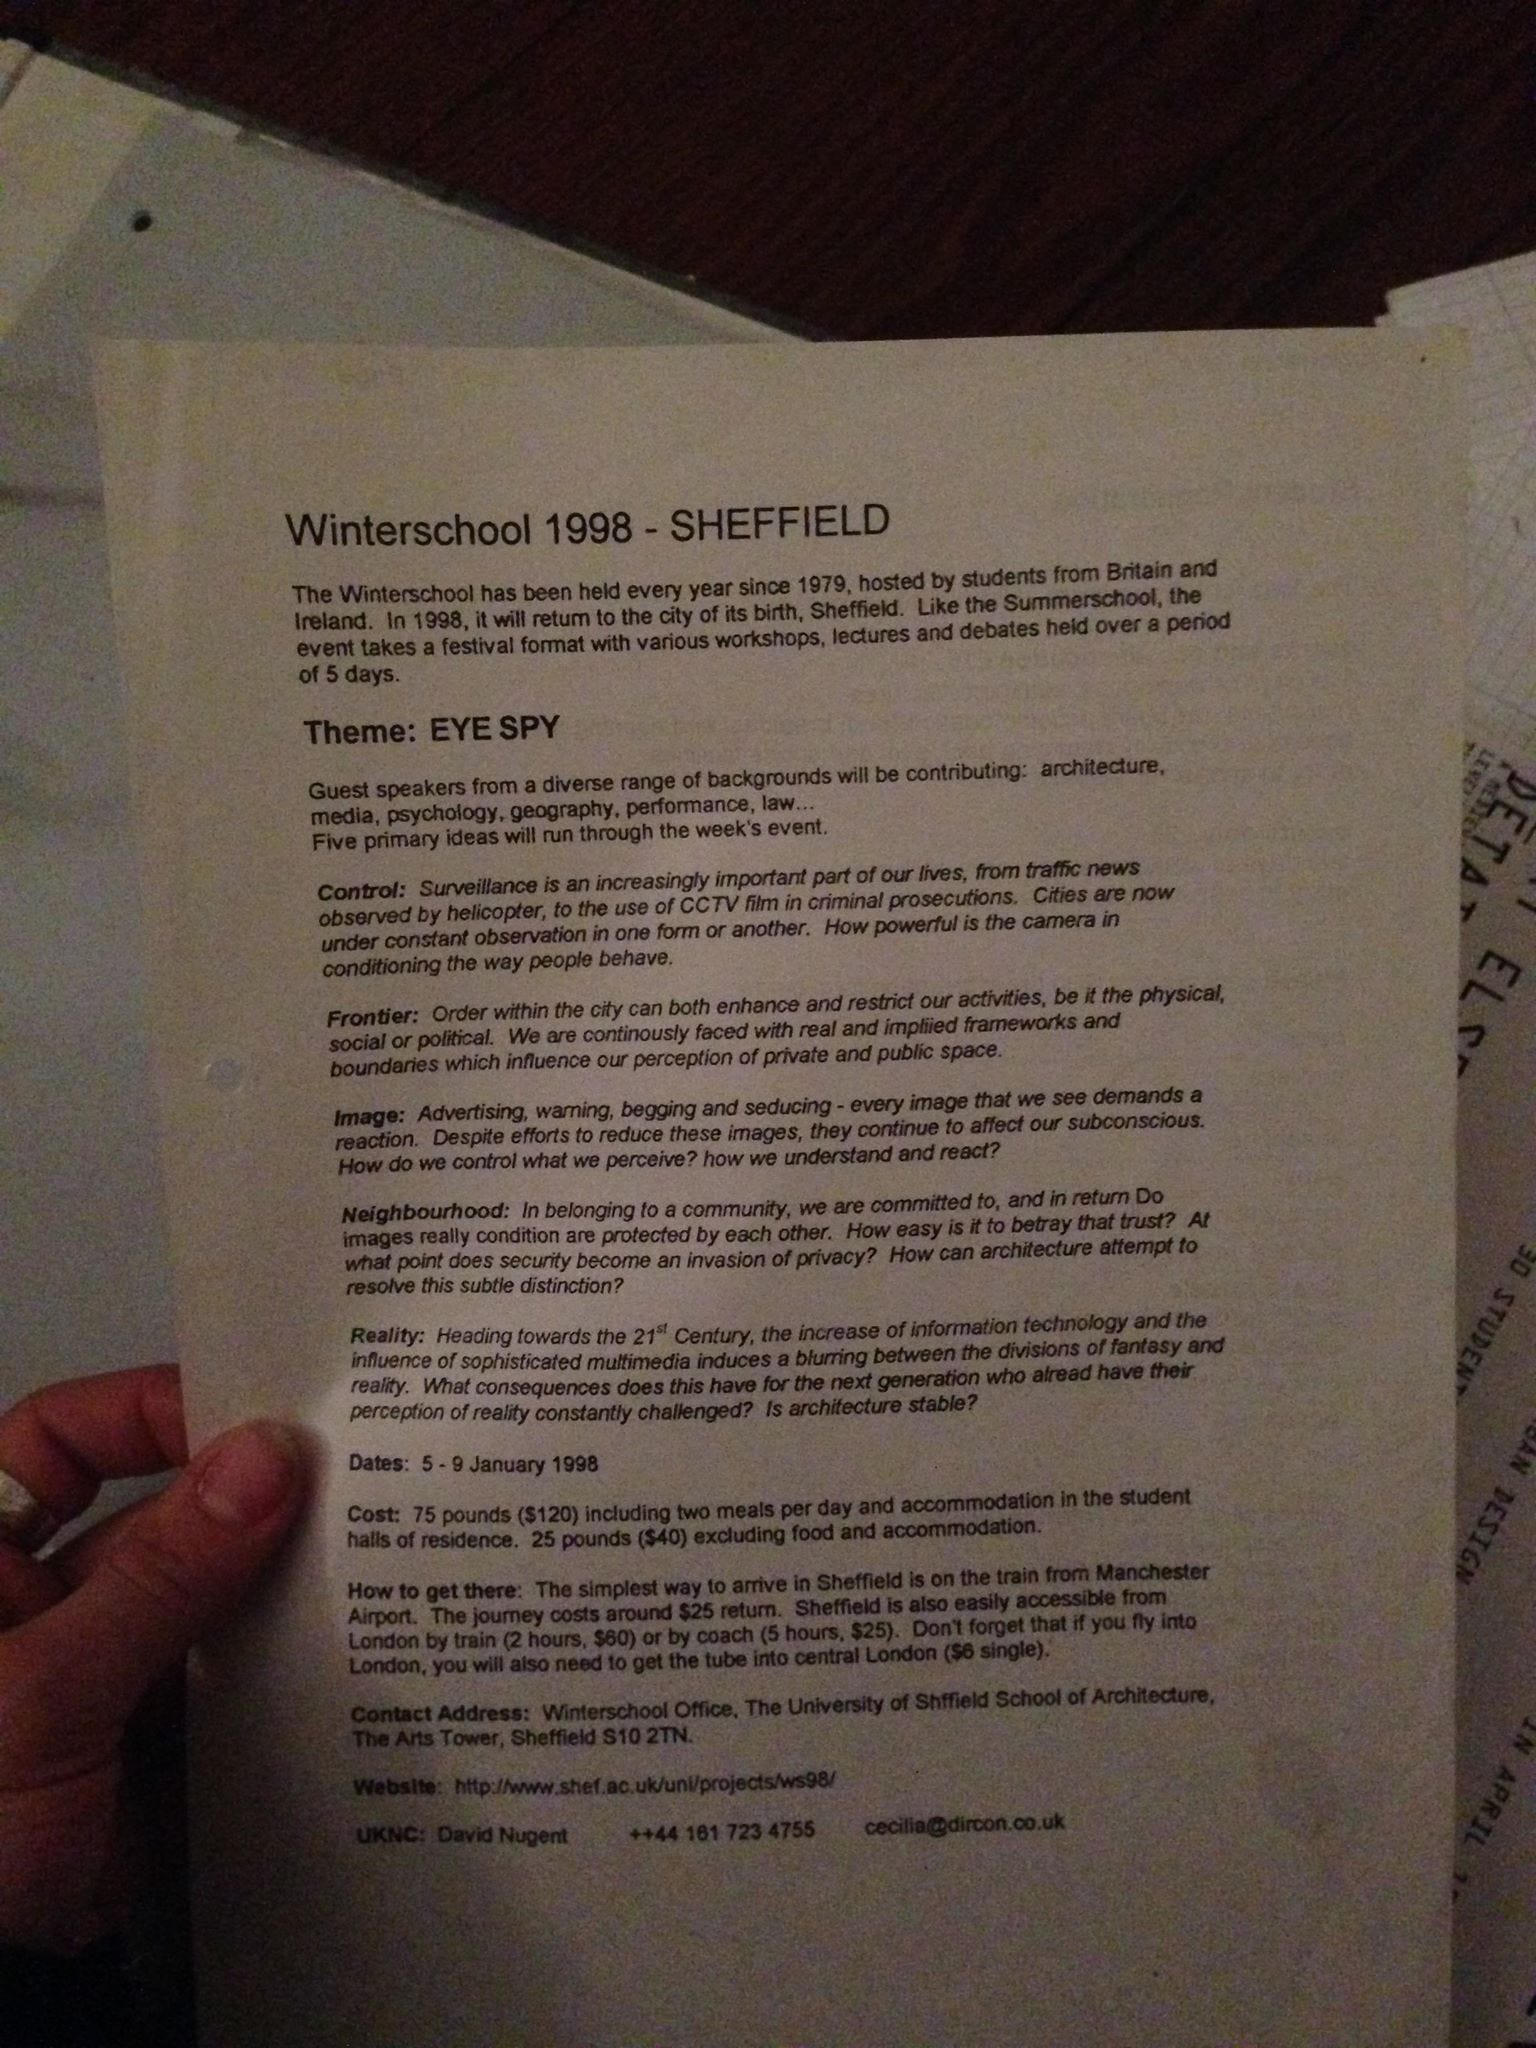 Winterschool 1998 - SHEFFIELD
The Winterschool has been held every year since 1979, hosted by students from Britain and
Ireland. In 1998, it will return to the city of its birth, Sheffield. Like the Summerschool, the
event takes a festival format with various workshops, lectures and debates held over a period
of 5 days.
Theme: EYE SPY
Guest speakers from a diverse range of backgrounds will be contributing: architecture,
media, psychology, geography, performance, law...
Five primary ideas will run through the week's event.
Control: Surveillance is an increasingly important part of our lives, from traffic news
observed by helicopter, to the use of CCTV film in criminal prosecutions. Cities are now
under constant observation in one form or another. How powerful is the camera in
conditioning the way people behave.
Frontier: Order within the city can both enhance and restrict our activities, be it the physical,
social or political. We are continously faced with real and impliied frameworks and
boundaries which influence our perception of private and public space.
Image: Advertising, warning, begging and seducing - every image that we see demands a
reaction. Despite efforts to reduce these images, they continue to affect our subconscious.
How do we control what we perceive? how we understand and react?
Neighbourhood: In belonging to a community, we are committed to, and in return Do
images really condition are protected by each other. How easy is it to betray that trust? At
what point does security become an invasion of privacy? How can architecture attempt to
resolve this subtle distinction?
Reality: Heading towards the 21st Century, the increase of information technology and the
influence of sophisticated multimedia induces a blurring between the divisions of fantasy and
reality. What consequences does this have for the next generation who alread have their
perception of reality constantly challenged? Is architecture stable?
Dates: 5 - 9 January 1998
Cost: 75 pounds ($120) including two meals per day and accommodation in the student
halls of residence. 25 pounds ($40) excluding food and accommodation.
How to get there: The simplest way to arrive in Sheffield is on the train from Manchester
Airport. The journey costs around $25 return. Sheffield is also easily accessible from
London by train (2 hours, $60) or by coach (5 hours, $25). Don't forget that if you fly into
London, you will also need to get the tube into central London ($6 single).
Contact Address: Winterschool Office, The University of Shffield School of Architecture,
The Arts Tower, Sheffield S10 2TN.
Website: http://www.shef.ac.uk/uni/projects/ws98/
UKNC: David Nugent ++44 161 723 4755 cecilia@dircon.co.uk
DESIGN
IN APRIL